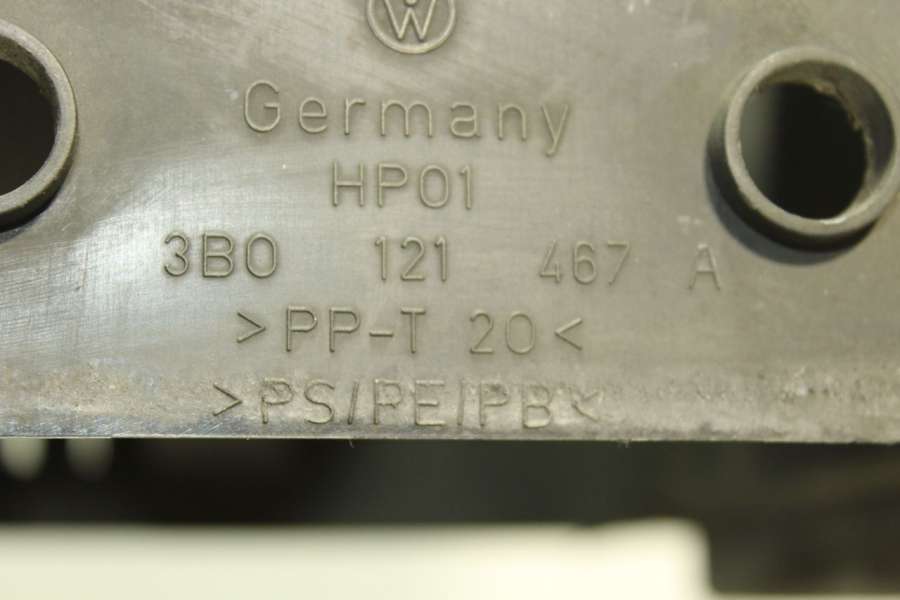 Germany
HP01
3B0 121 467 A
>PP-T 20<
>PS/PE/PB<